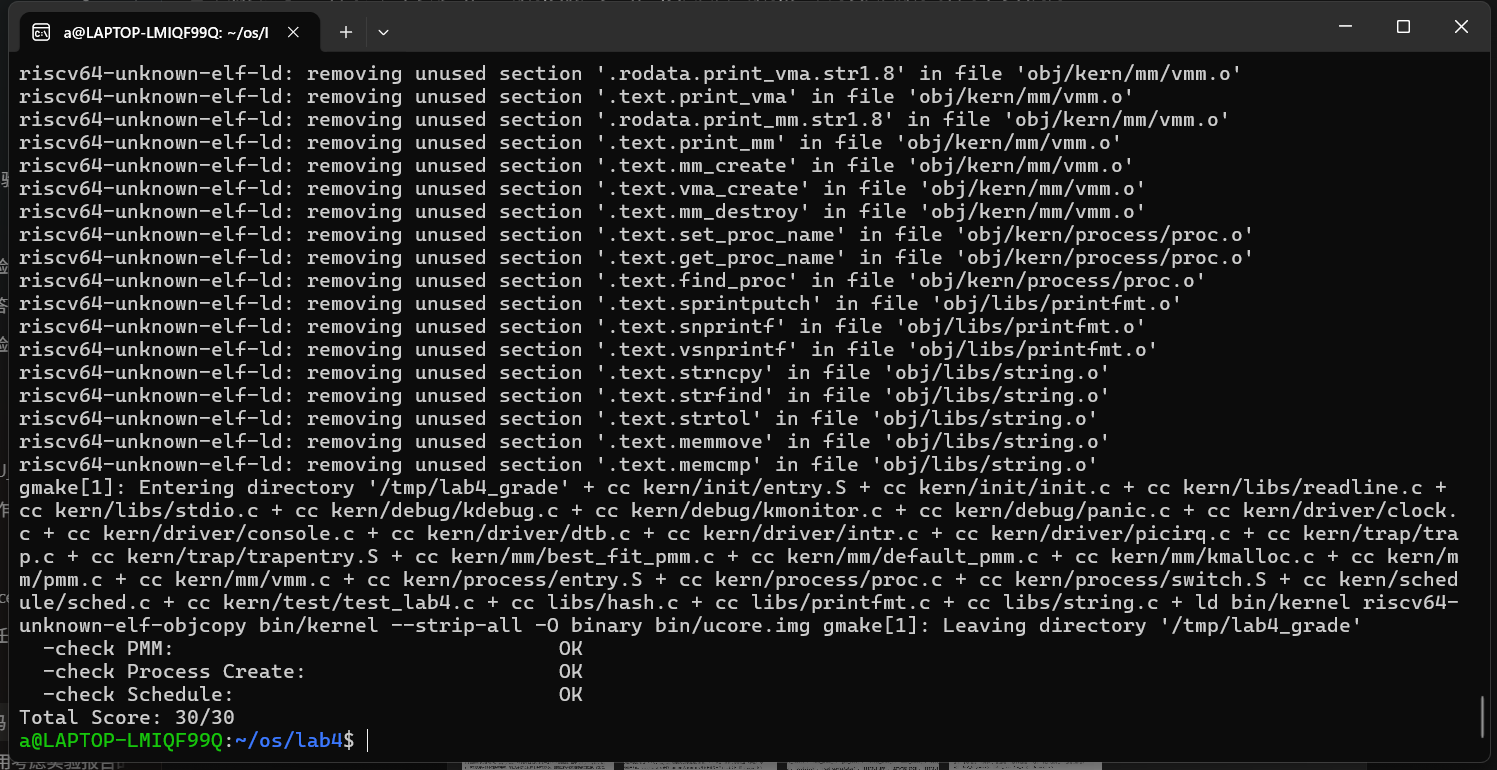 a@LAPTOP-LMIQF99Q: ~/os/l
riscv64-unknown-elf-ld: removing unused section '.rodata.print_vma.str1.8' in file 'obj/kern/mm/vmm.o'
riscv64-unknown-elf-ld: removing unused section '.text.print_vma' in file 'obj/kern/mm/vmm.o'
riscv64-unknown-elf-ld: removing unused section '.rodata.print_mm.str1.8' in file 'obj/kern/mm/vmm.o'
riscv64-unknown-elf-ld: removing unused section '.text.print_mm' in file 'obj/kern/mm/vmm.o'
riscv64-unknown-elf-ld: removing unused section '.text.mm_create' in file 'obj/kern/mm/vmm.o'
riscv64-unknown-elf-ld: removing unused section '.text.vma_create' in file 'obj/kern/mm/vmm.o'
riscv64-unknown-elf-ld: removing unused section '.text.mm_destroy' in file 'obj/kern/mm/vmm.o'
riscv64-unknown-elf-ld: removing unused section '.text.set_proc_name' in file 'obj/kern/process/proc.o'
riscv64-unknown-elf-ld: removing unused section '.text.get_proc_name' in file 'obj/kern/process/proc.o'
riscv64-unknown-elf-ld: removing unused section '.text.find_proc' in file 'obj/kern/process/proc.o'
riscv64-unknown-elf-ld: removing unused section '.text.sprintputch' in file 'obj/libs/printfmt.o'
riscv64-unknown-elf-ld: removing unused section '.text.snprintf' in file 'obj/libs/printfmt.o'
riscv64-unknown-elf-ld: removing unused section '.text.vsnprintf' in file 'obj/libs/printfmt.o'
riscv64-unknown-elf-ld: removing unused section '.text.strncpy' in file 'obj/libs/string.o'
riscv64-unknown-elf-ld: removing unused section '.text.strfind' in file 'obj/libs/string.o'
riscv64-unknown-elf-ld: removing unused section '.text.strtol' in file 'obj/libs/string.o'
riscv64-unknown-elf-ld: removing unused section '.text.memmove' in file 'obj/libs/string.o'
riscv64-unknown-elf-ld: removing unused section '.text.memcmp' in file 'obj/libs/string.o'
gmake[1]: Entering directory '/tmp/lab4_grade' + cc kern/init/entry.S + cc kern/init/init.c + cc kern/libs/readline.c +
cc kern/libs/stdio.c + cc kern/debug/kdebug.c + cc kern/debug/kmonitor.c + cc kern/debug/panic.c + cc kern/driver/clock.
c + cc kern/driver/console.c + cc kern/driver/dtb.c + cc kern/driver/intr.c + cc kern/driver/picirq.c + cc kern/trap/tra
p.c + cc kern/trap/trapentry.S + cc kern/mm/best_fit_pmm.c + cc kern/mm/default_pmm.c + cc kern/mm/kmalloc.c + cc kern/m
m/pmm.c + cc kern/mm/vmm.c + cc kern/process/entry.S + cc kern/process/proc.c + cc kern/process/switch.S + cc kern/sched
ule/sched.c + cc kern/test/test_lab4.c + cc libs/hash.c + cc libs/printfmt.c + cc libs/string.c + ld bin/kernel riscv64-
unknown-elf-objcopy bin/kernel --strip-all -O binary bin/ucore.img gmake[1]: Leaving directory '/tmp/lab4_grade'
-check PMM: OK
-check Process Create: OK
-check Schedule: OK
Total Score: 30/30
a@LAPTOP-LMIQF99Q:~/os/lab4$